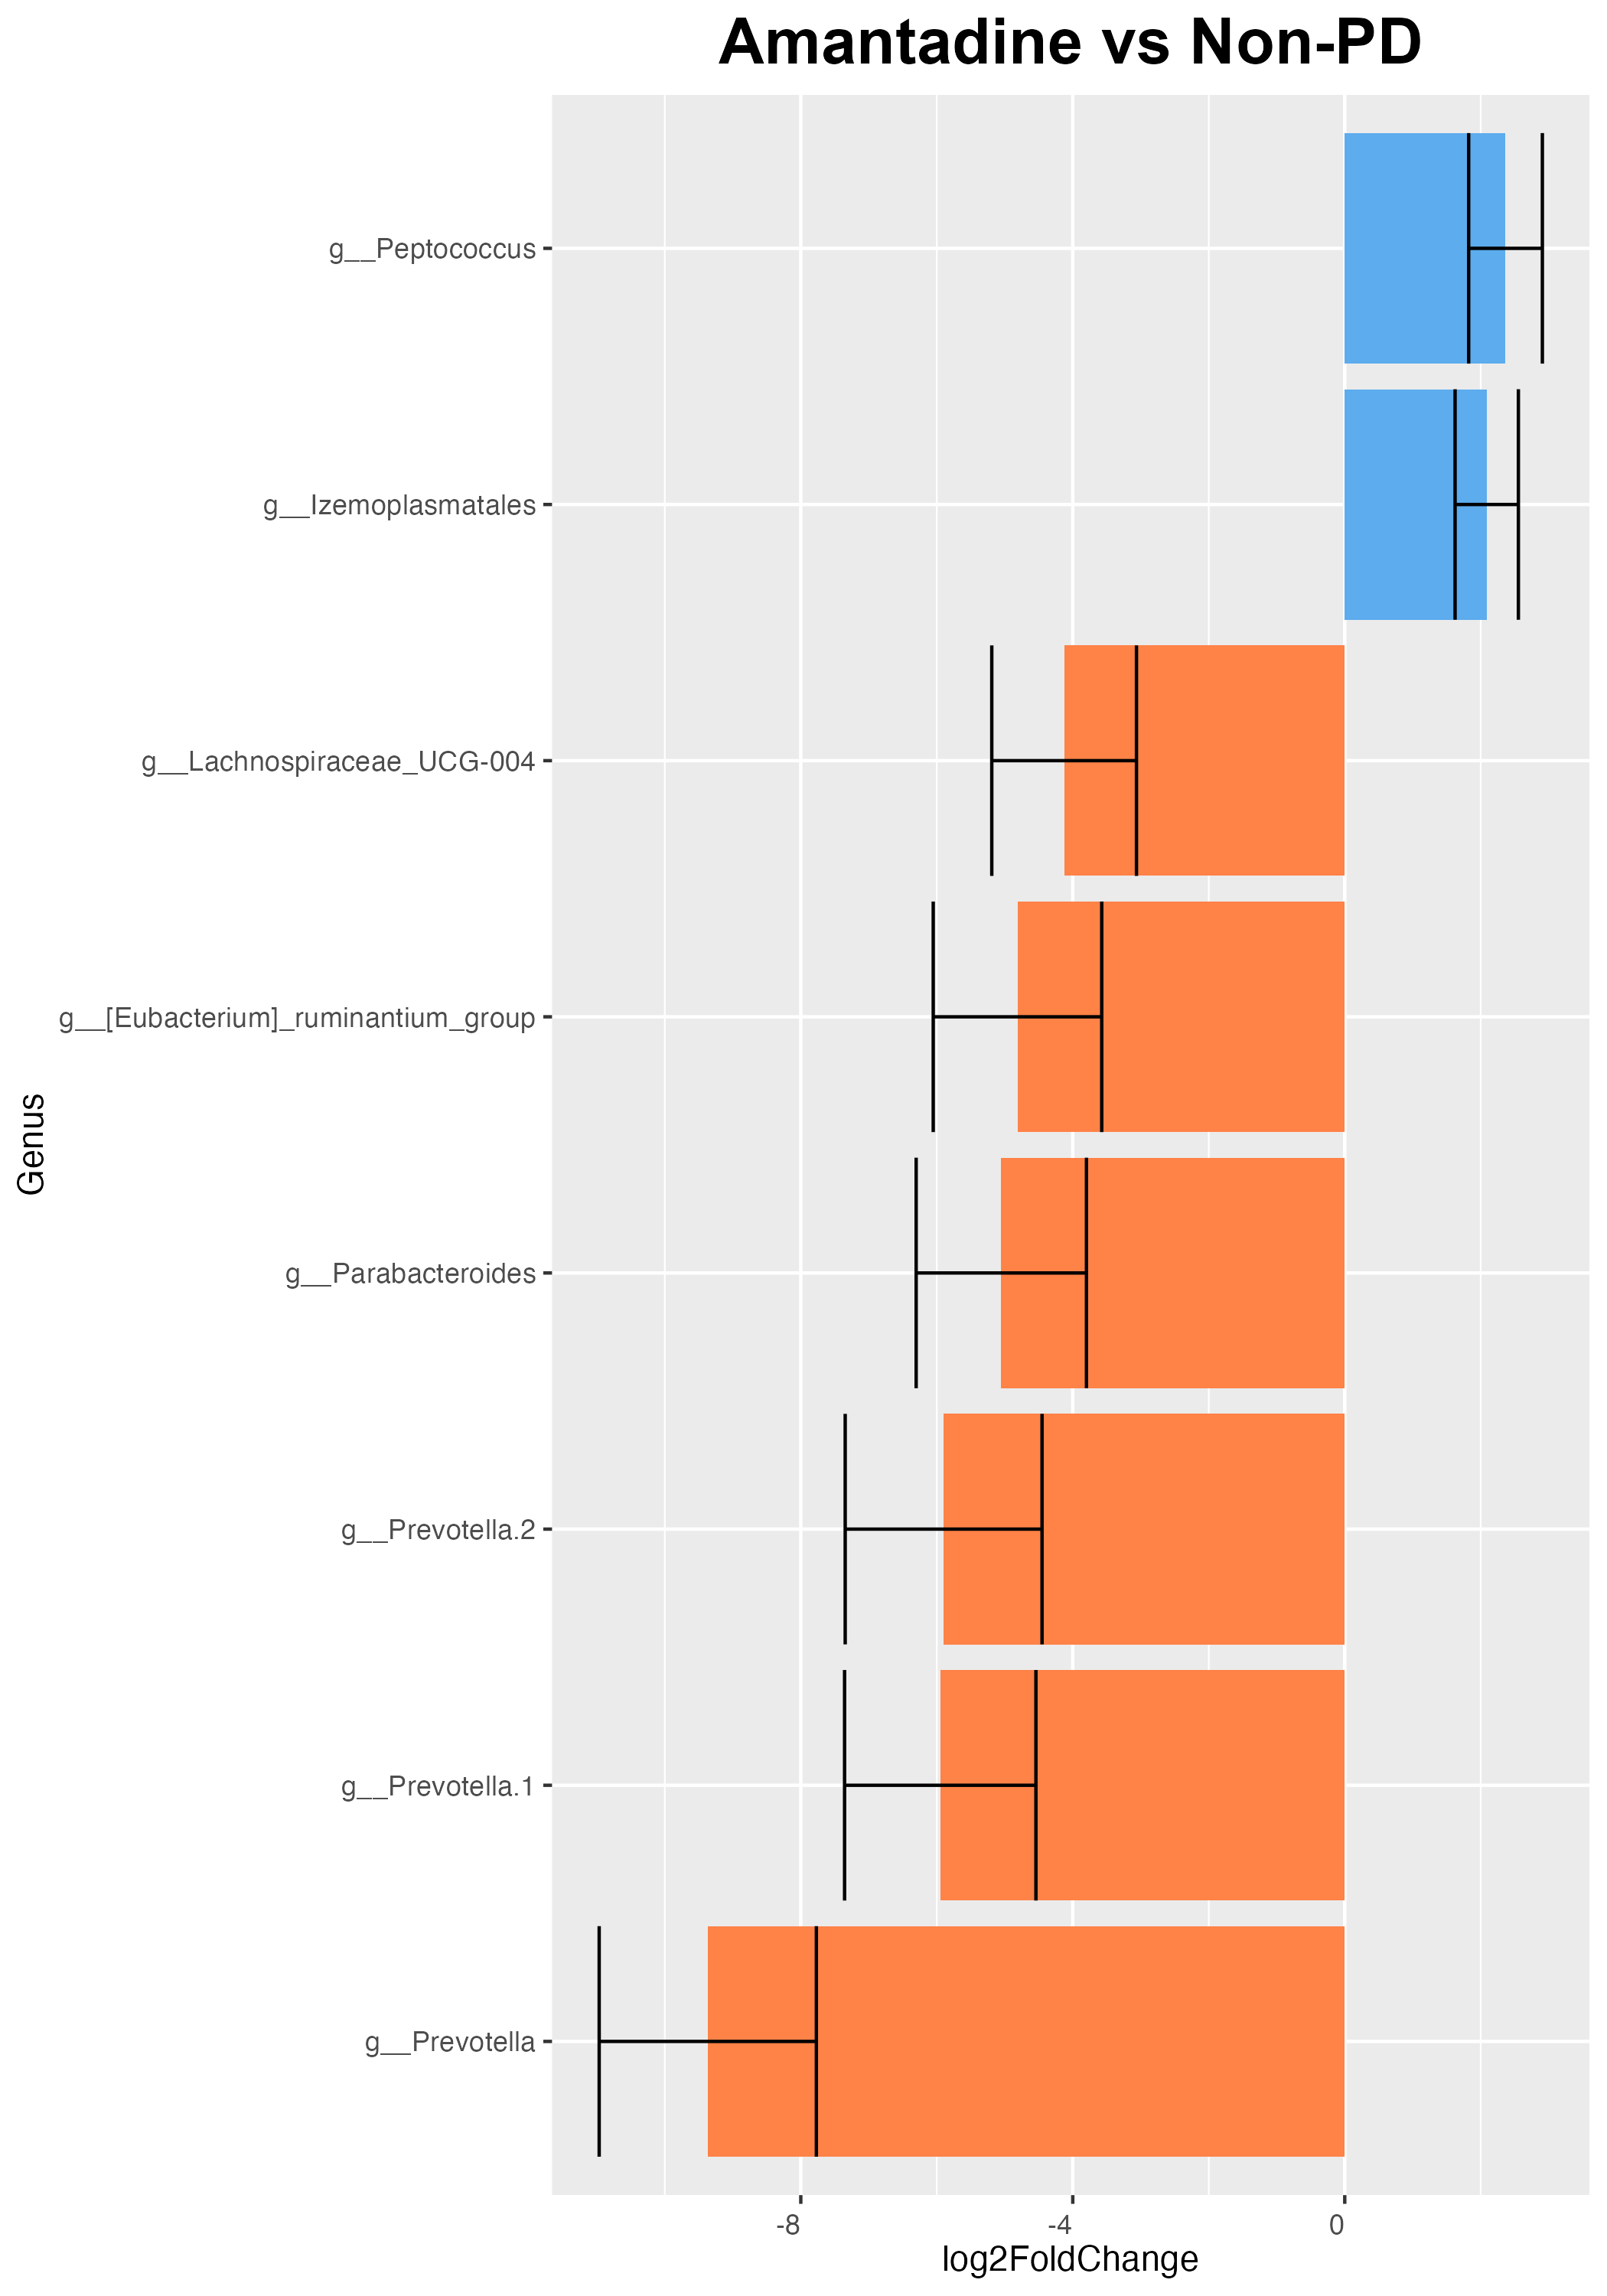 Amantadine vs Non-PD
g__Peptococcus
g__Izemoplasmatales
g__Lachnospiraceae_UCG-004
g__[Eubacterium]_ruminantium_group
Genus
g__Parabacteroides
g__Prevotella.2
g__Prevotella.1
g__Prevotella
-8 -4 0
log2FoldChange